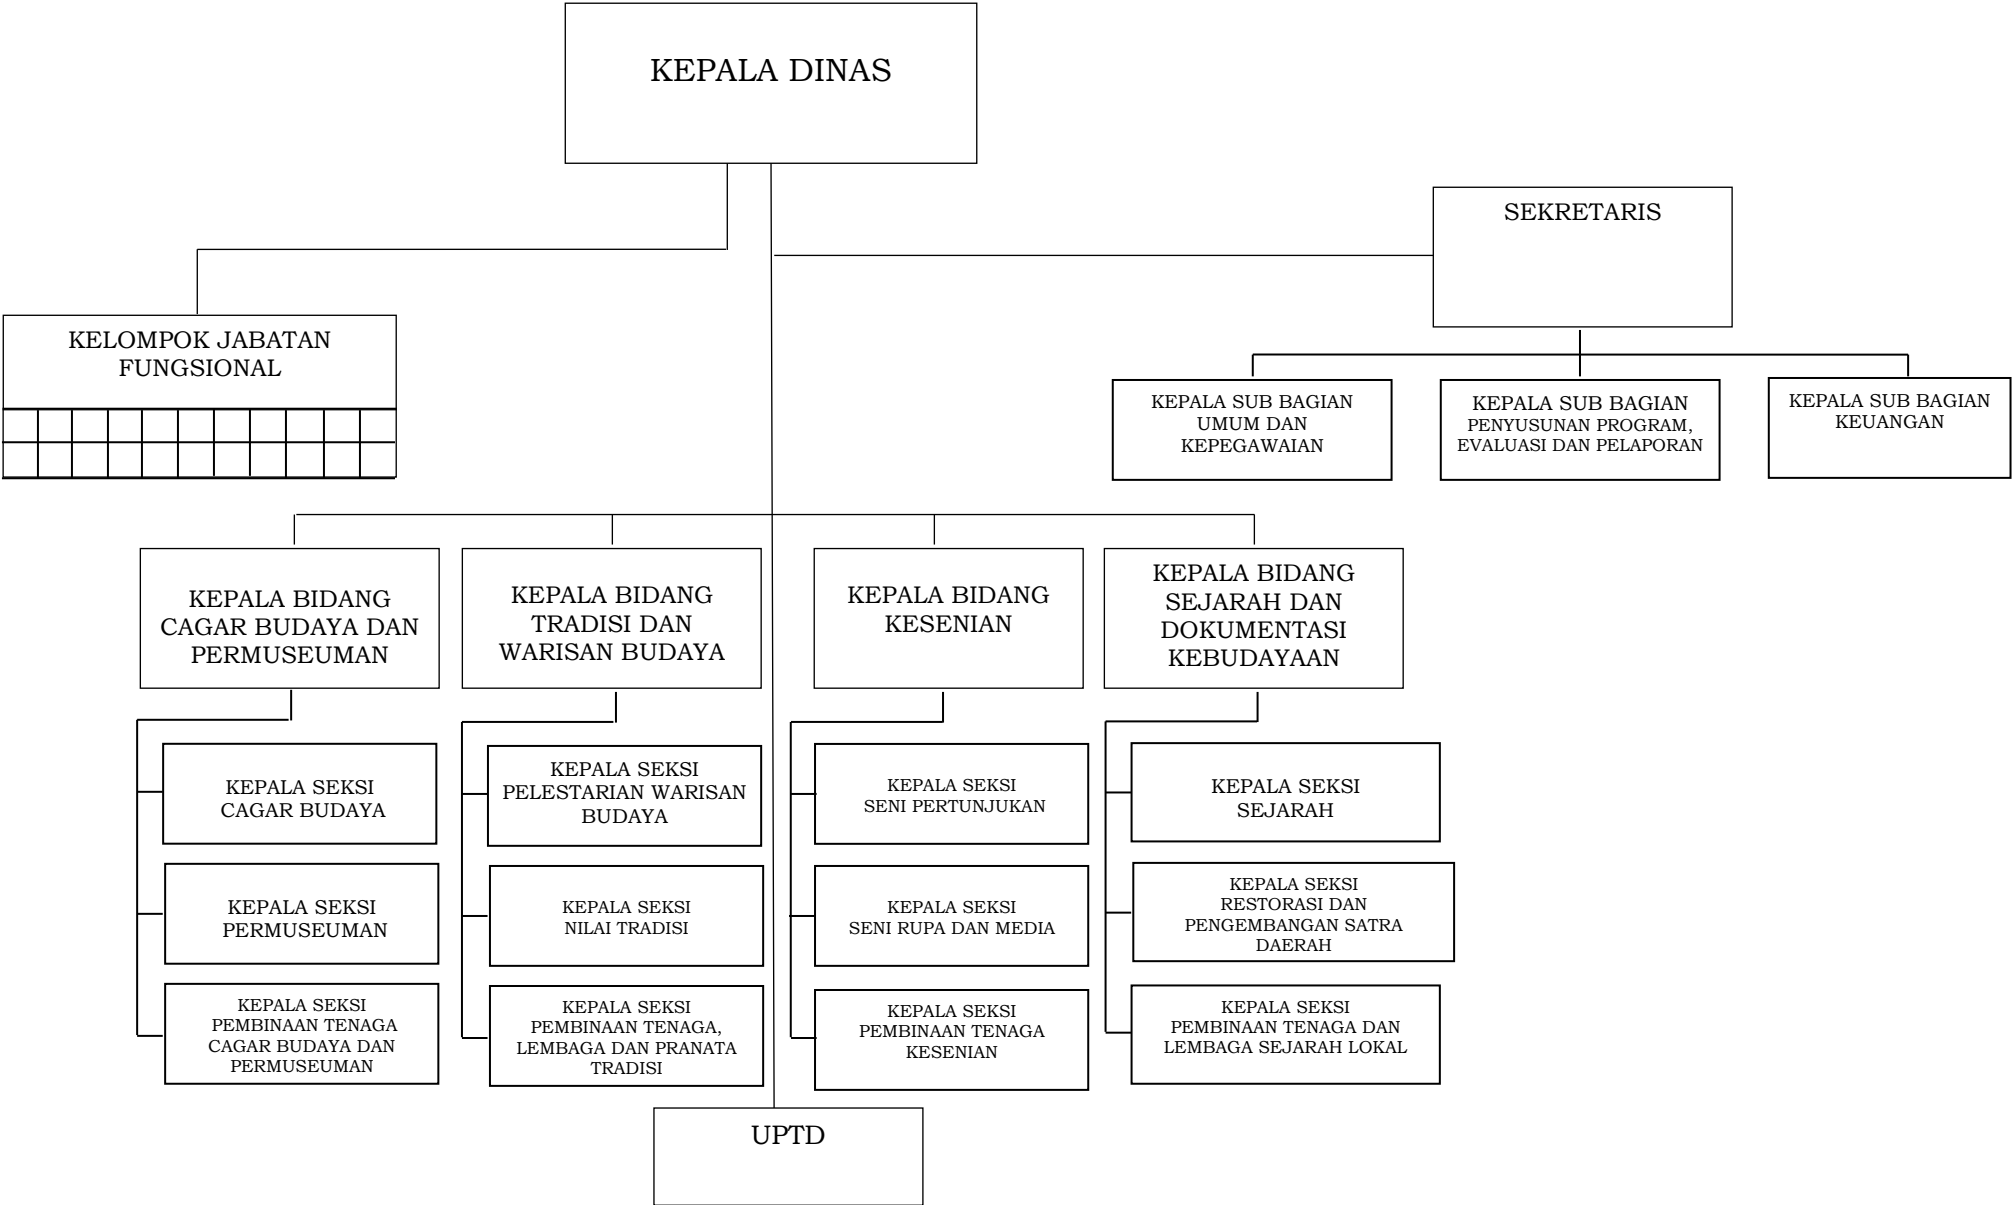 KEPALA DINAS
SEKRETARIS
KELOMPOK JABATAN
FUNGSIONAL
KEPALA SUB BAGIAN
UMUM DAN
KEPEGAWAIAN
KEPALA SUB BAGIAN
PENYUSUNAN PROGRAM,
EVALUASI DAN PELAPORAN
KEPALA SUB BAGIAN
KEUANGAN
KEPALA BIDANG
CAGAR BUDAYA DAN
PERMUSEUMAN
KEPALA BIDANG
TRADISI DAN
WARISAN BUDAYA
KEPALA BIDANG
KESENIAN
KEPALA BIDANG
SEJARAH DAN
DOKUMENTASI
KEBUDAYAAN
KEPALA SEKSI
CAGAR BUDAYA
KEPALA SEKSI
PELESTARIAN WARISAN
BUDAYA
KEPALA SEKSI
SENI PERTUNJUKAN
KEPALA SEKSI
SEJARAH
KEPALA SEKSI
PERMUSEUMAN
KEPALA SEKSI
NILAI TRADISI
KEPALA SEKSI
SENI RUPA DAN MEDIA
KEPALA SEKSI
RESTORASI DAN
PENGEMBANGAN SATRA
DAERAH
KEPALA SEKSI
PEMBINAAN TENAGA
CAGAR BUDAYA DAN
PERMUSEUMAN
KEPALA SEKSI
PEMBINAAN TENAGA,
LEMBAGA DAN PRANATA
TRADISI
KEPALA SEKSI
PEMBINAAN TENAGA
KESENIAN
KEPALA SEKSI
PEMBINAAN TENAGA DAN
LEMBAGA SEJARAH LOKAL
UPTD